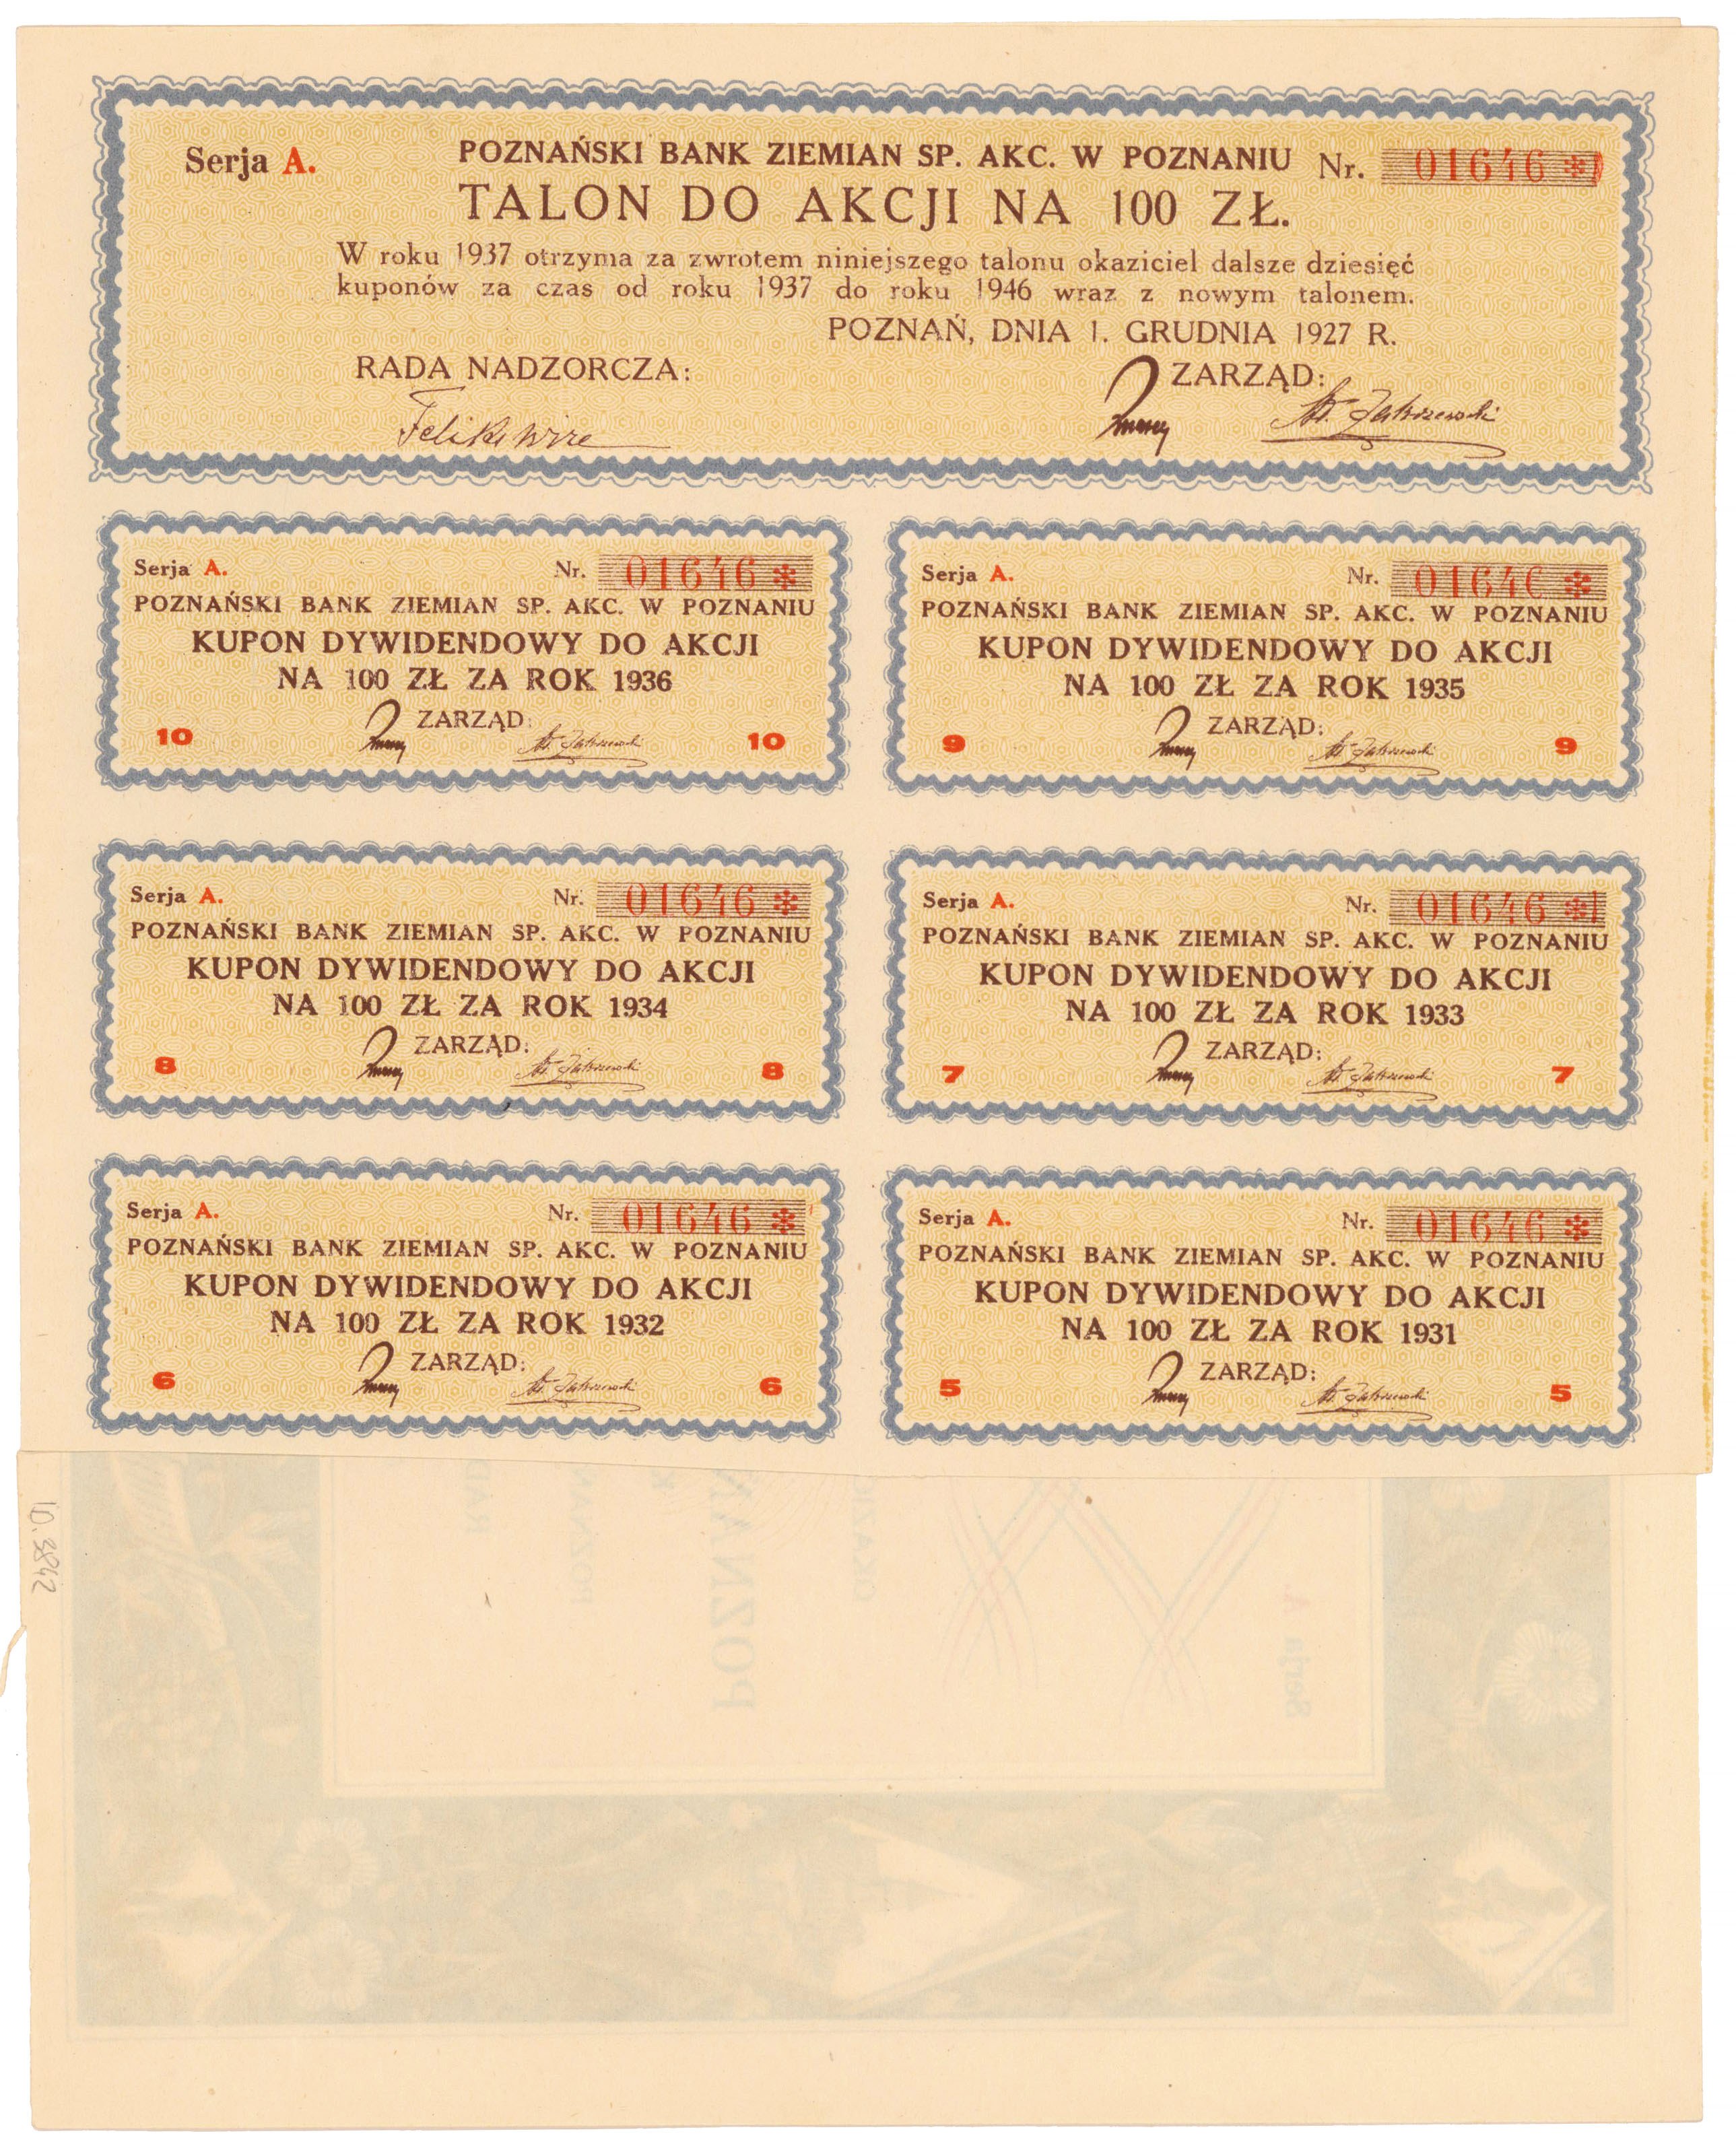 Serja A.
POZNAŃSKI BANK ZIEMIAN SP. AKC. W POZNANIU Nr. 01646 *
TALON DO AKCJI NA 100 ZŁ.
W roku 1937 otrzyma za zwrotem niniejszego talonu okaziciel dalsze dziesięć
kuponów za czas od roku 1937 do roku 1946 wraz z nowym talonem.
POZNAŃ, DNIA 1. GRUDNIA 1927 R.
RADA NADZORCZA:
ZARZĄD:
Serja A. Nr. 01646 *
POZNAŃSKI BANK ZIEMIAN SP. AKC. W POZNANIU
KUPON DYWIDENDOWY DO AKCJI
NA 100 ZŁ ZA ROK 1936
ZARZĄD:
10 10
Serja A. Nr. 01646 *
POZNAŃSKI BANK ZIEMIAN SP. AKC. W POZNANIU
KUPON DYWIDENDOWY DO AKCJI
NA 100 ZŁ ZA ROK 1935
ZARZĄD:
9 9
Serja A. Nr. 01646 *
POZNAŃSKI BANK ZIEMIAN SP. AKC. W POZNANIU
KUPON DYWIDENDOWY DO AKCJI
NA 100 ZŁ ZA ROK 1934
ZARZĄD:
8 8
Serja A. Nr. 01646 *
POZNAŃSKI BANK ZIEMIAN SP. AKC. W POZNANIU
KUPON DYWIDENDOWY DO AKCJI
NA 100 ZŁ ZA ROK 1933
ZARZĄD:
7 7
Serja A. Nr. 01646 *
POZNAŃSKI BANK ZIEMIAN SP. AKC. W POZNANIU
KUPON DYWIDENDOWY DO AKCJI
NA 100 ZŁ ZA ROK 1932
ZARZĄD:
6 6
Serja A. Nr. 01646 *
POZNAŃSKI BANK ZIEMIAN SP. AKC. W POZNANIU
KUPON DYWIDENDOWY DO AKCJI
NA 100 ZŁ ZA ROK 1931
ZARZĄD:
5 5
10.3842
POZNA
Serja A.